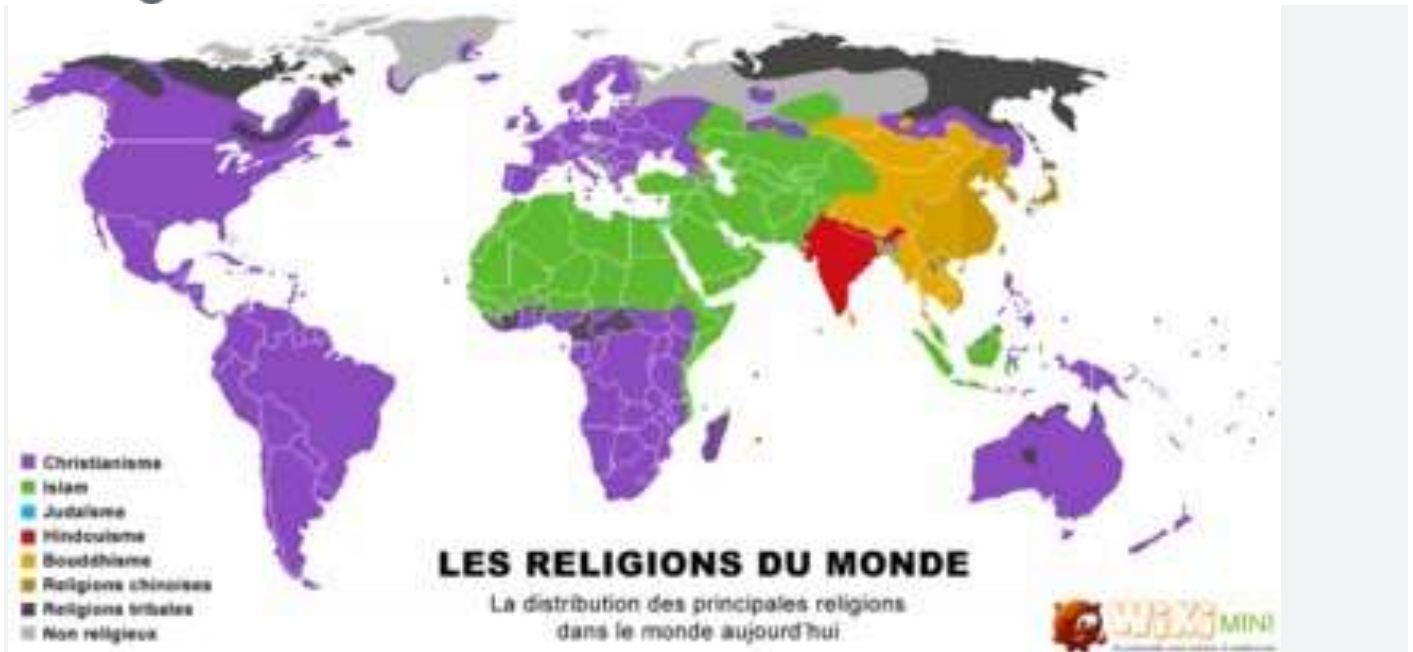 Christianisme
Islam
Judaïsme
Hindouisme
Bouddhisme
Religions chinoises
Religions tribales
Non religieux
LES RELIGIONS DU MONDE
La distribution des principales religions
dans le monde aujourd'hui
WiKi MINI